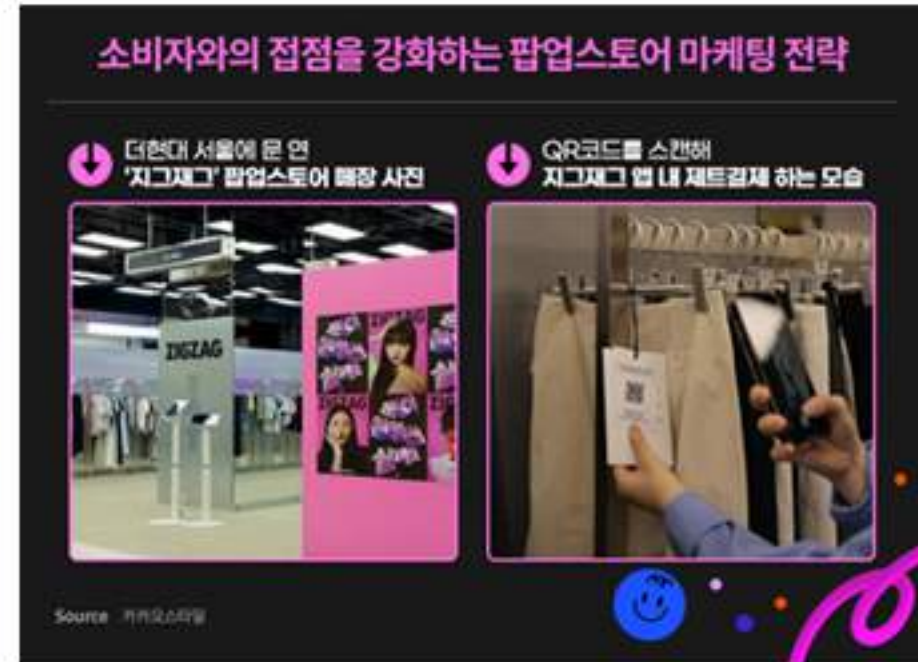 소비자와의 접점을 강화하는 팝업스토어 마케팅 전략
더현대 서울에 문 연
'지그재그' 팝업스토어 매장 사진
QR코드를 스캔해
지그재그 앱 내 제트결제 하는 모습
ZIGZAG
ZIGZAG
ZIGZAG
Source 카카오스타일